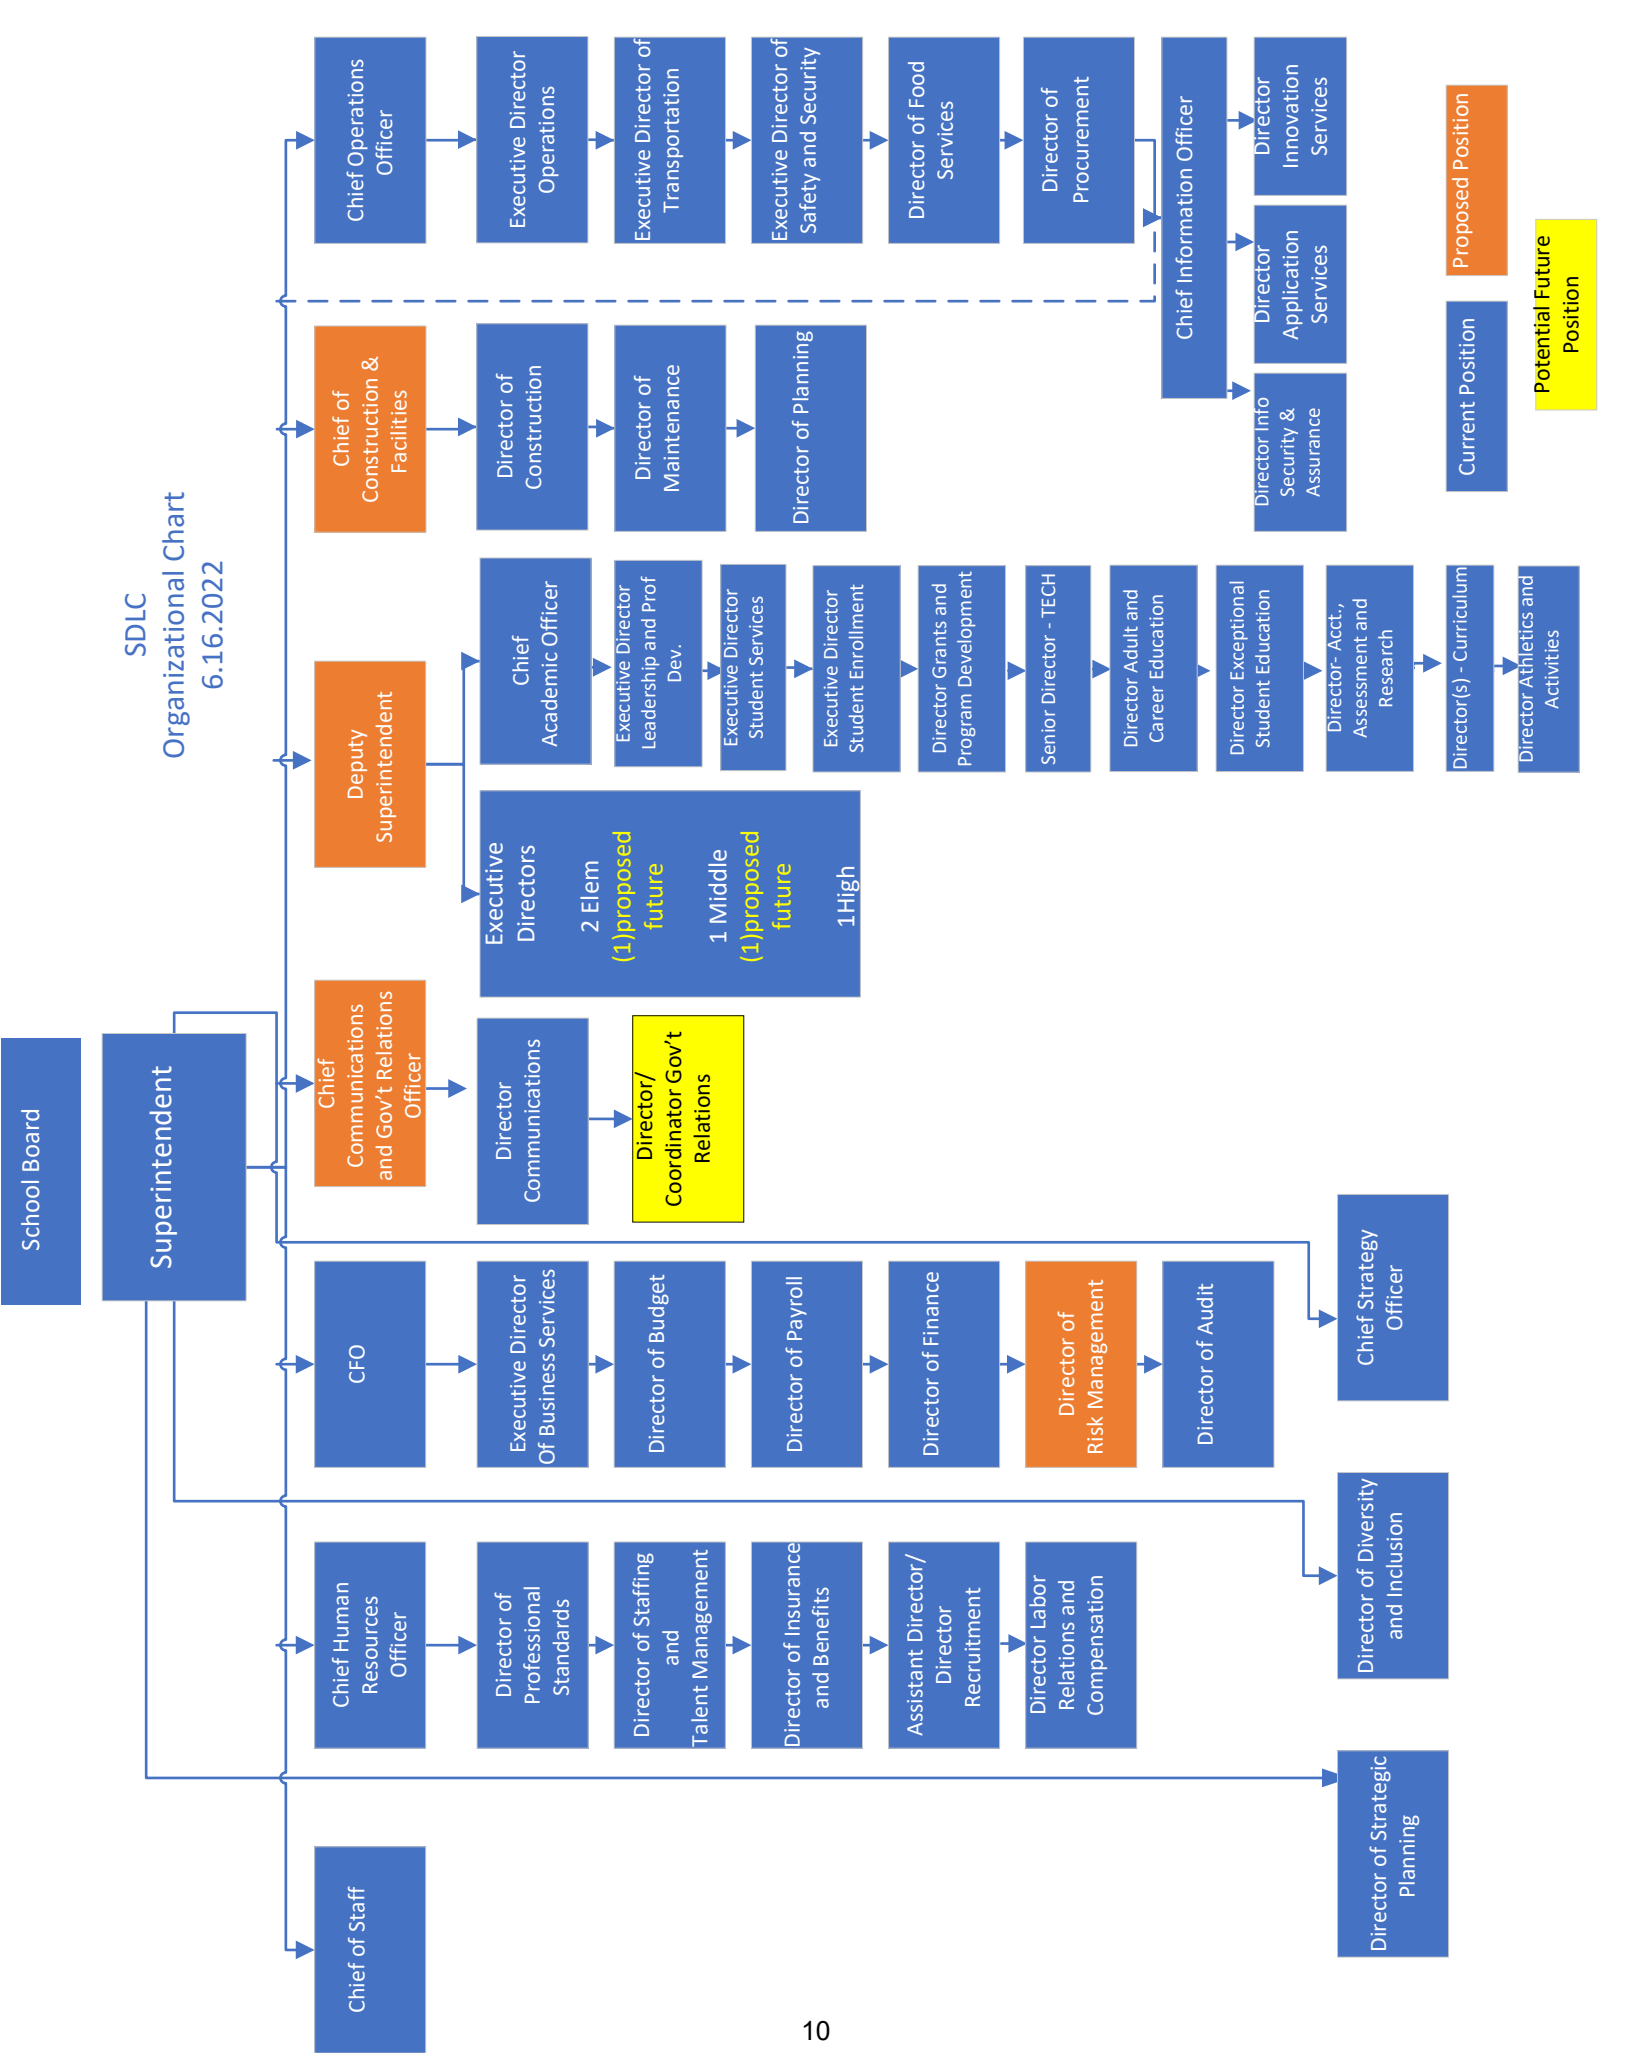 School Board
Superintendent
SDLC
Organizational Chart
6.16.2022
Chief of Staff
Chief Human
Resources
Officer
Director of
Professional
Standards
Director of Staffing
and
Talent Management
Director of Insurance
and Benefits
Assistant Director/
Director
Recruitment
Director Labor
Relations and
Compensation
CFO
Executive Director
Of Business Services
Director of Budget
Director of Payroll
Director of Finance
Director of
Risk Management
Director of Audit
Chief
Communications
and Gov't Relations
Officer
Director
Communications
Director/
Coordinator Gov't
Relations
Deputy
Superintendent
Executive
Directors
2 Elem
(1)proposed
future
1 Middle
(1)proposed
future
1High
Chief
Academic Officer
Executive Director
Leadership and Prof
Dev.
Executive Director
Student Services
Executive Director
Student Enrollment
Director Grants and
Program Development
Senior Director - TECH
Director Adult and
Career Education
Director Exceptional
Student Education
Director- Acct.,
Assessment and
Research
Director(s) - Curriculum
Director Athletics and
Activities
Chief of
Construction &
Facilities
Director of
Construction
Director of
Maintenance
Director of Planning
Chief Operations
Officer
Executive Director
Operations
Executive Director of
Transportation
Executive Director of
Safety and Security
Director of Food
Services
Director of
Procurement
Chief Information Officer
Director Info
Security &
Assurance
Director
Application
Services
Director
Innovation
Services
Director of Strategic
Planning
Director of Diversity
and Inclusion
Chief Strategy
Officer
Current Position
Proposed Position
Potential Future
Position
10